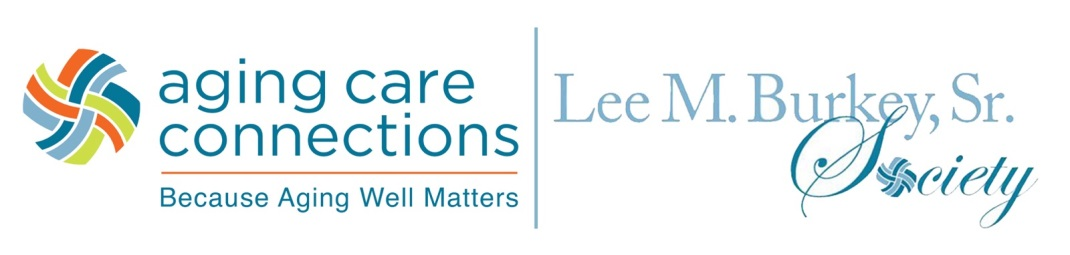 aging care
connections
Because Aging Well Matters
Lee M. Burkey, Sr.
Society